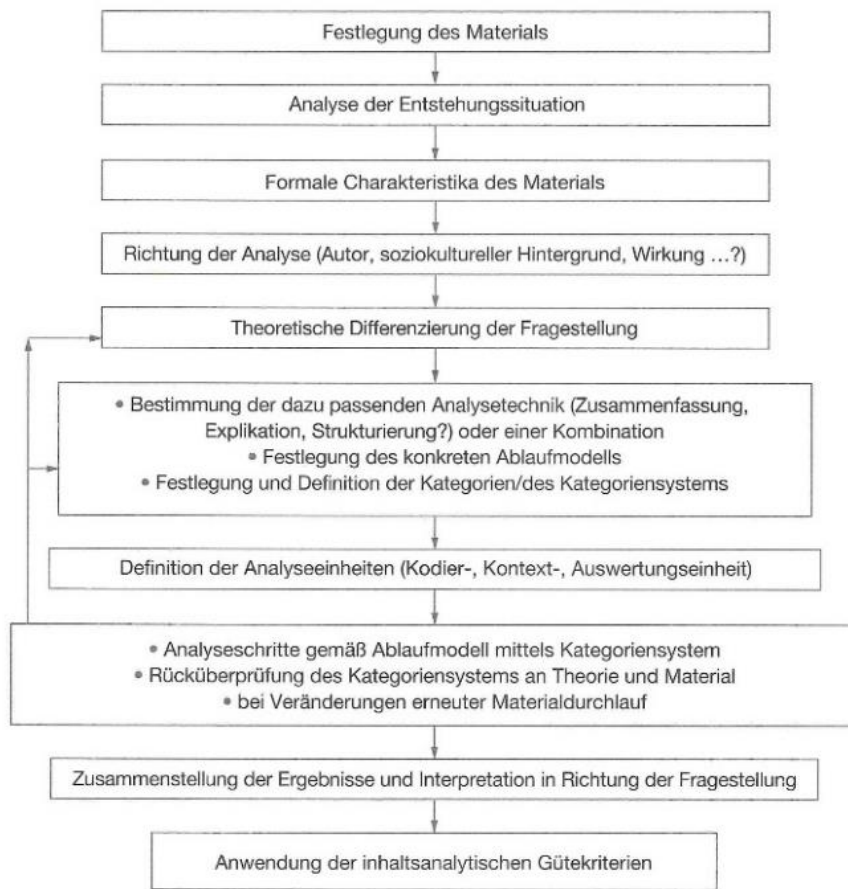 Festlegung des Materials
Analyse der Entstehungssituation
Formale Charakteristika des Materials
Richtung der Analyse (Autor, soziokultureller Hintergrund, Wirkung ...?)
Theoretische Differenzierung der Fragestellung
• Bestimmung der dazu passenden Analysetechnik (Zusammenfassung,
Explikation, Strukturierung?) oder einer Kombination
• Festlegung des konkreten Ablaufmodells
• Festlegung und Definition der Kategorien/des Kategoriensystems
Definition der Analyseeinheiten (Kodier-, Kontext-, Auswertungseinheit)
• Analyseschritte gemäß Ablaufmodell mittels Kategoriensystem
• Rücküberprüfung des Kategoriensystems an Theorie und Material
• bei Veränderungen erneuter Materialdurchlauf
Zusammenstellung der Ergebnisse und Interpretation in Richtung der Fragestellung
Anwendung der inhaltsanalytischen Gütekriterien